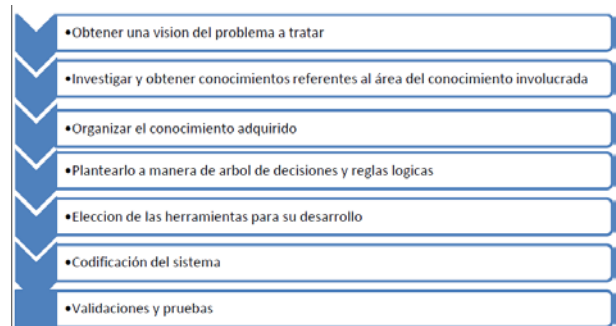 •Obtener una vision del problema a tratar
•Investigar y obtener conocimientos referentes al área del conocimiento involucrada
•Organizar el conocimiento adquirido
•Plantearlo a manera de arbol de decisiones y reglas logicas
•Eleccion de las herramientas para su desarrollo
•Codificación del sistema
•Validaciones y pruebas